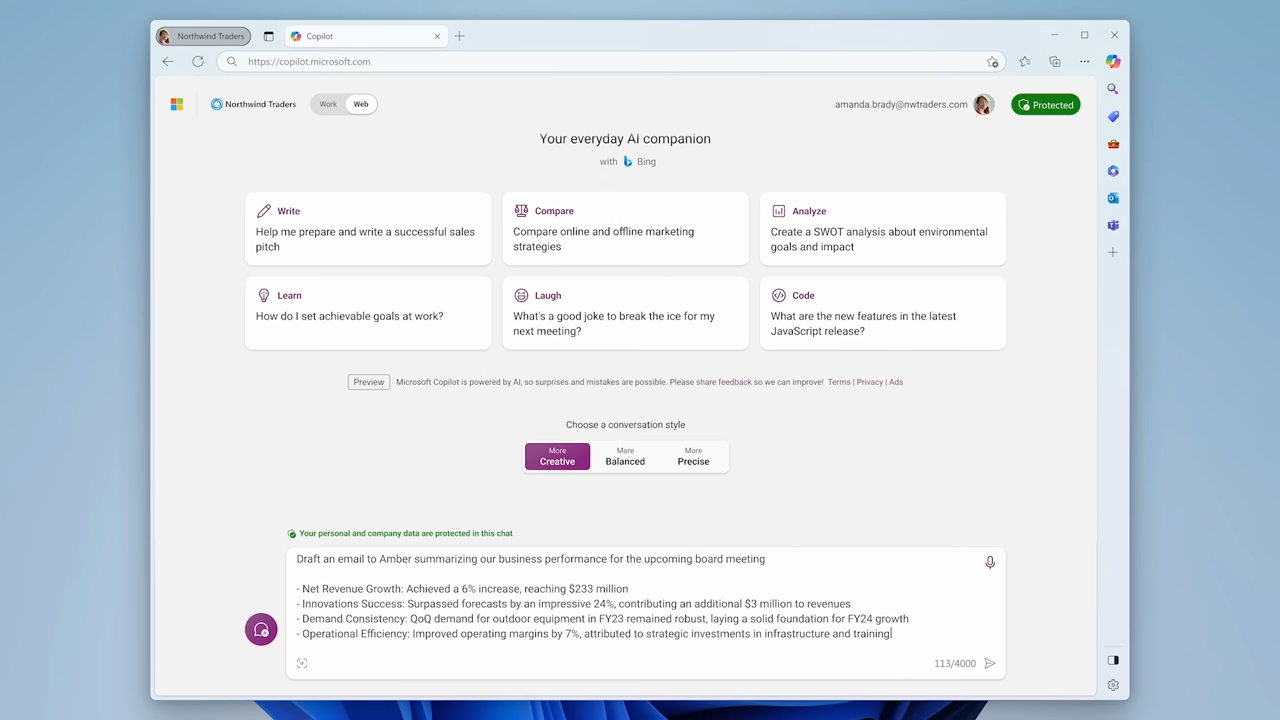 Northwind Traders
Copilot
https://copilot.microsoft.com
Northwind Traders
Work
Web
amanda.brady@nwtraders.com
Protected
Your everyday AI companion
with Bing
Write
Help me prepare and write a successful sales
pitch
Compare
Compare online and offline marketing
strategies
Analyze
Create a SWOT analysis about environmental
goals and impact
Learn
How do I set achievable goals at work?
Laugh
What's a good joke to break the ice for my
next meeting?
Code
What are the new features in the latest
JavaScript release?
Preview
Microsoft Copilot is powered by AI, so surprises and mistakes are possible. Please share feedback so we can improve! Terms | Privacy | Ads
Choose a conversation style
More
Creative
More
Balanced
More
Precise
Your personal and company data are protected in this chat
Draft an email to Amber summarizing our business performance for the upcoming board meeting
- Net Revenue Growth: Achieved a 6% increase, reaching $233 million
- Innovations Success: Surpassed forecasts by an impressive 24%, contributing an additional $3 million to revenues
- Demand Consistency: QoQ demand for outdoor equipment in FY23 remained robust, laying a solid foundation for FY24 growth
- Operational Efficiency: Improved operating margins by 7%, attributed to strategic investments in infrastructure and training
113/4000